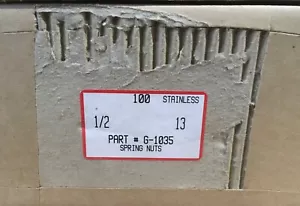 100 STAINLESS
1/2 13
PART # G-1035
SPRING NUTS